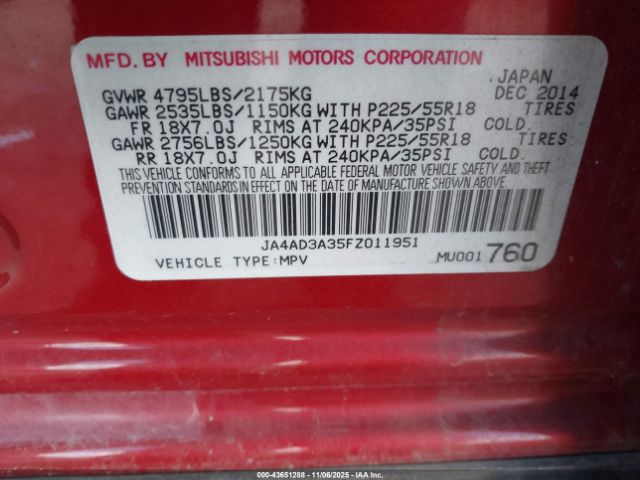 MFD. BY MITSUBISHI MOTORS CORPORATION
JAPAN
GVWR 4795LBS/2175KG DEC 2014
GAWR 2535LBS/1150KG WITH P225/55R18 TIRES
FR 18X7.0J RIMS AT 240KPA/35PSI COLD.
GAWR 2756LBS/1250KG WITH P225/55R18 TIRES
RR 18X7.0J RIMS AT 240KPA/35PSI COLD.
THIS VEHICLE CONFORMS TO ALL APPLICABLE FEDERAL MOTOR VEHICLE SAFETY AND THEFT
PREVENTION STANDARDS IN EFFECT ON THE DATE OF MANUFACTURE SHOWN ABOVE.
JA4AD3A35FZ011951
VEHICLE TYPE:MPV MU001 760
000-43651288 - 11/06/2025 - IAA Inc.